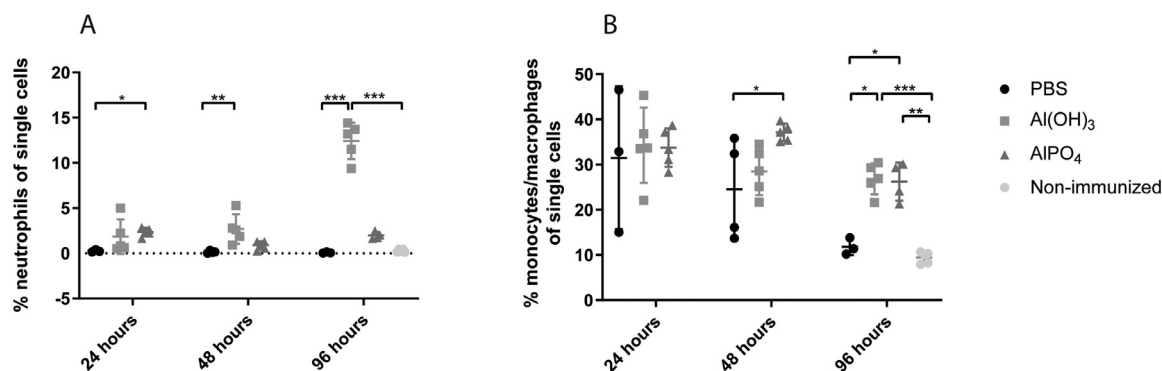 A
% neutrophils of single cells
20
15
10
5
0
-5
*
**
***
***
24 hours
48 hours
96 hours
B
% monocytes/macrophages
of single cells
50
40
30
20
10
0
*
*
*
***
**
24 hours
48 hours
96 hours
PBS
Al(OH)₃
AlPO₄
Non-immunized